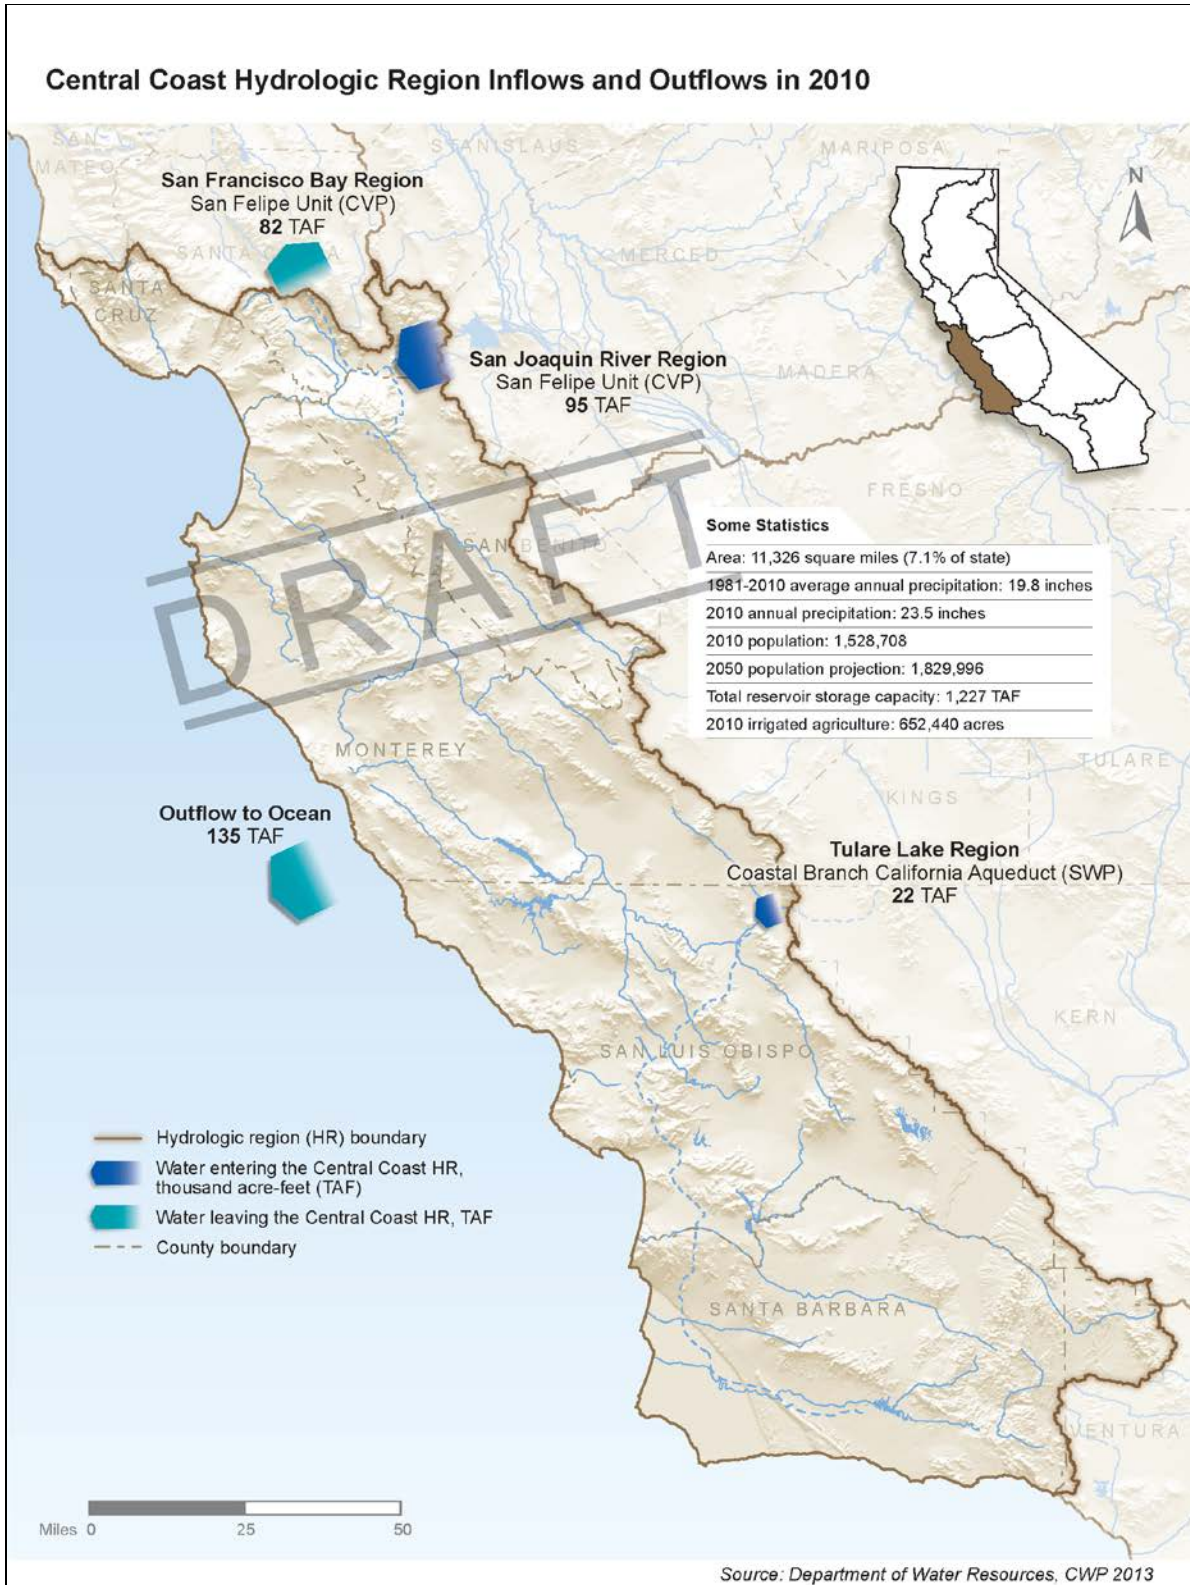 Central Coast Hydrologic Region Inflows and Outflows in 2010
SAN
MATEO
STANISLAUS
MARIPOSA
San Francisco Bay Region
San Felipe Unit (CVP)
82 TAF
N
MERCED
SANTA
CRUZ
San Joaquin River Region
San Felipe Unit (CVP)
95 TAF
MADERA
FRESNO
DRAFT
SAN BENITO
Some Statistics
Area: 11,326 square miles (7.1% of state)
1981-2010 average annual precipitation: 19.8 inches
2010 annual precipitation: 23.5 inches
2010 population: 1,528,708
2050 population projection: 1,829,996
Total reservoir storage capacity: 1,227 TAF
2010 irrigated agriculture: 652,440 acres
MONTEREY
TULARE
KINGS
Outflow to Ocean
135 TAF
Tulare Lake Region
Coastal Branch California Aqueduct (SWP)
22 TAF
KERN
SAN LUIS OBISPO
Hydrologic region (HR) boundary
Water entering the Central Coast HR,
thousand acre-feet (TAF)
Water leaving the Central Coast HR, TAF
County boundary
SANTA BARBARA
VENTURA
Miles 0 25 50
Source: Department of Water Resources, CWP 2013